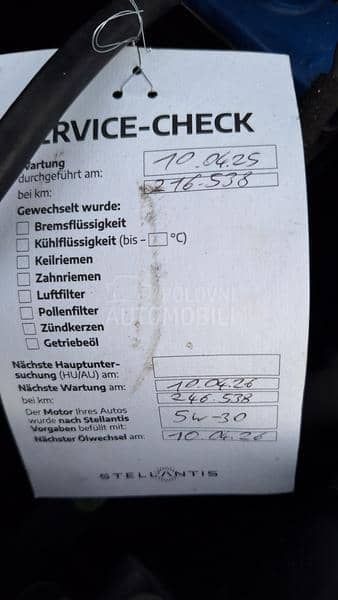 SERVICE-CHECK
Wartung 10.04.25
durchgeführt am:
bei km: 216.538
Gewechselt wurde:
Bremsflüssigkeit
Kühlflüssigkeit (bis - °C)
Keilriemen
Zahnriemen
Luftfilter
Pollenfilter
Zündkerzen
Getriebeöl
POLOVNI
AUTOMOBILI
Nächste Hauptunter-
suchung (HU/AU) am:
Nächste Wartung am: 10.04.26
bei km: 246.538
Der Motor Ihres Autos
wurde nach Stellantis 5W-30
Vorgaben befüllt mit:
Nächster Ölwechsel am: 10.04.26
STELLANTIS